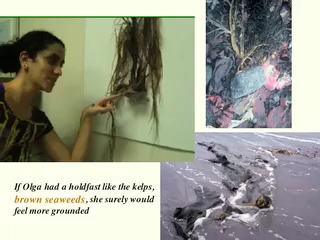 If Olga had a holdfast like the kelps,
brown seaweeds, she surely would
feel more grounded